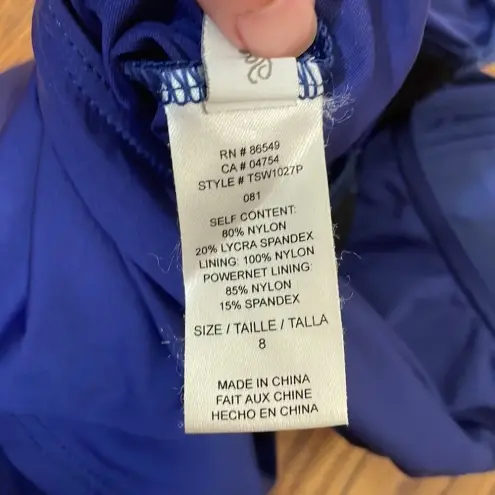 RN # 86549
CA # 04754
STYLE # TSW1027P
081
SELF CONTENT:
80% NYLON
20% LYCRA SPANDEX
LINING: 100% NYLON
POWERNET LINING:
85% NYLON
15% SPANDEX
SIZE / TAILLE / TALLA
8
MADE IN CHINA
FAIT AUX CHINE
HECHO EN CHINA